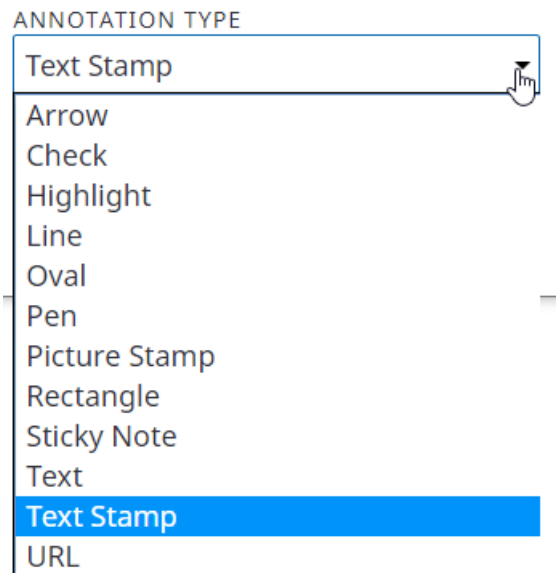 ANNOTATION TYPE
Text Stamp
Arrow
Check
Highlight
Line
Oval
Pen
Picture Stamp
Rectangle
Sticky Note
Text
Text Stamp
URL